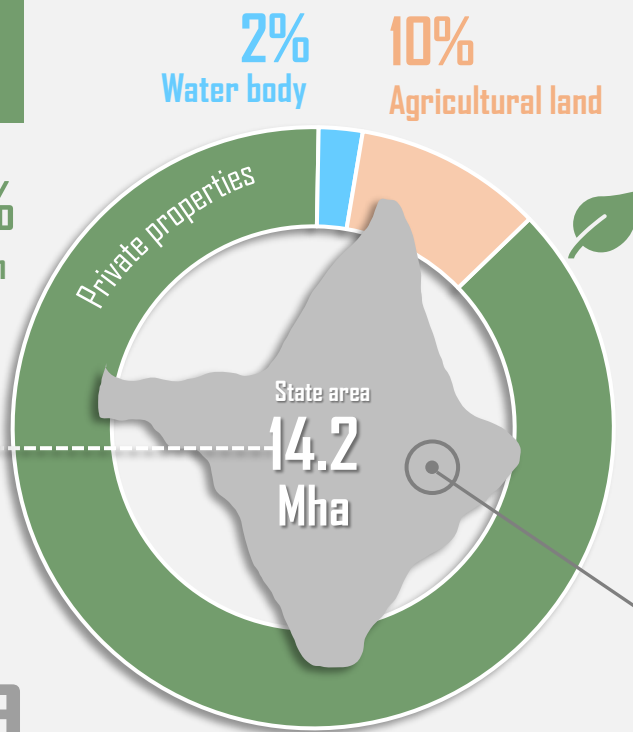 2%
Water body
10%
Agricultural land
%
Private properties
State area
14.2
Mha